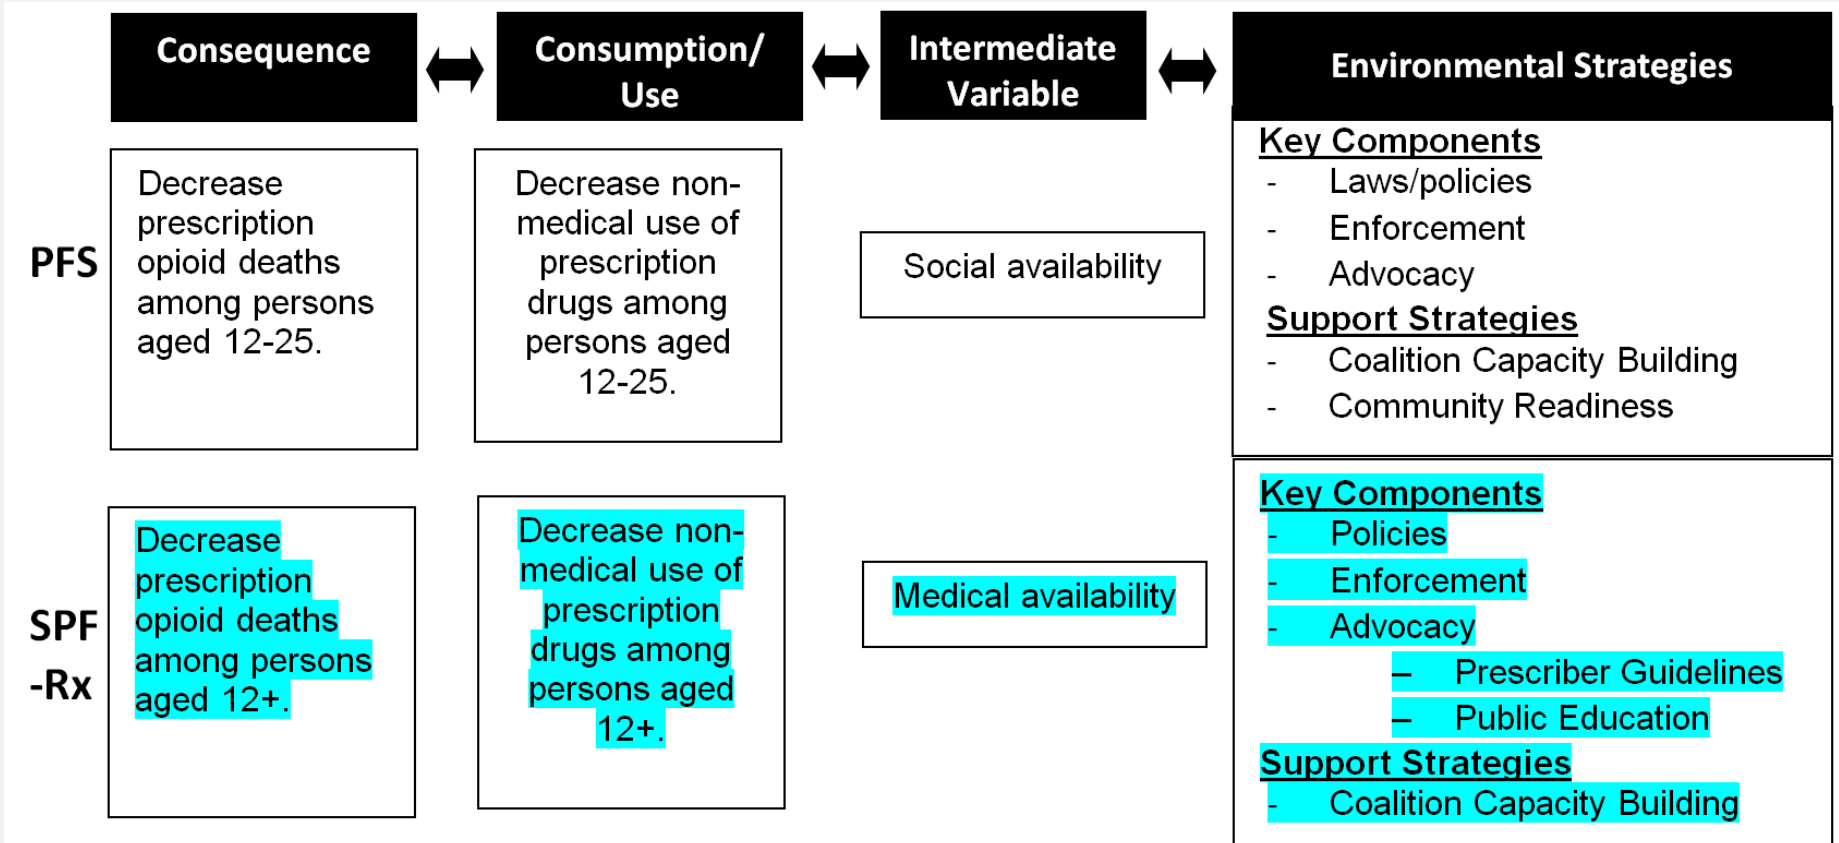 Consequence
Consumption/
Use
Intermediate
Variable
Environmental Strategies
PFS
Decrease
prescription
opioid deaths
among persons
aged 12-25.
Decrease non-
medical use of
prescription
drugs among
persons aged
12-25.
Social availability
Key Components
- Laws/policies
- Enforcement
- Advocacy
Support Strategies
- Coalition Capacity Building
- Community Readiness
SPF
-Rx
Decrease
prescription
opioid deaths
among persons
aged 12+.
Decrease non-
medical use of
prescription
drugs among
persons aged
12+.
Medical availability
Key Components
- Policies
- Enforcement
- Advocacy
– Prescriber Guidelines
– Public Education
Support Strategies
- Coalition Capacity Building